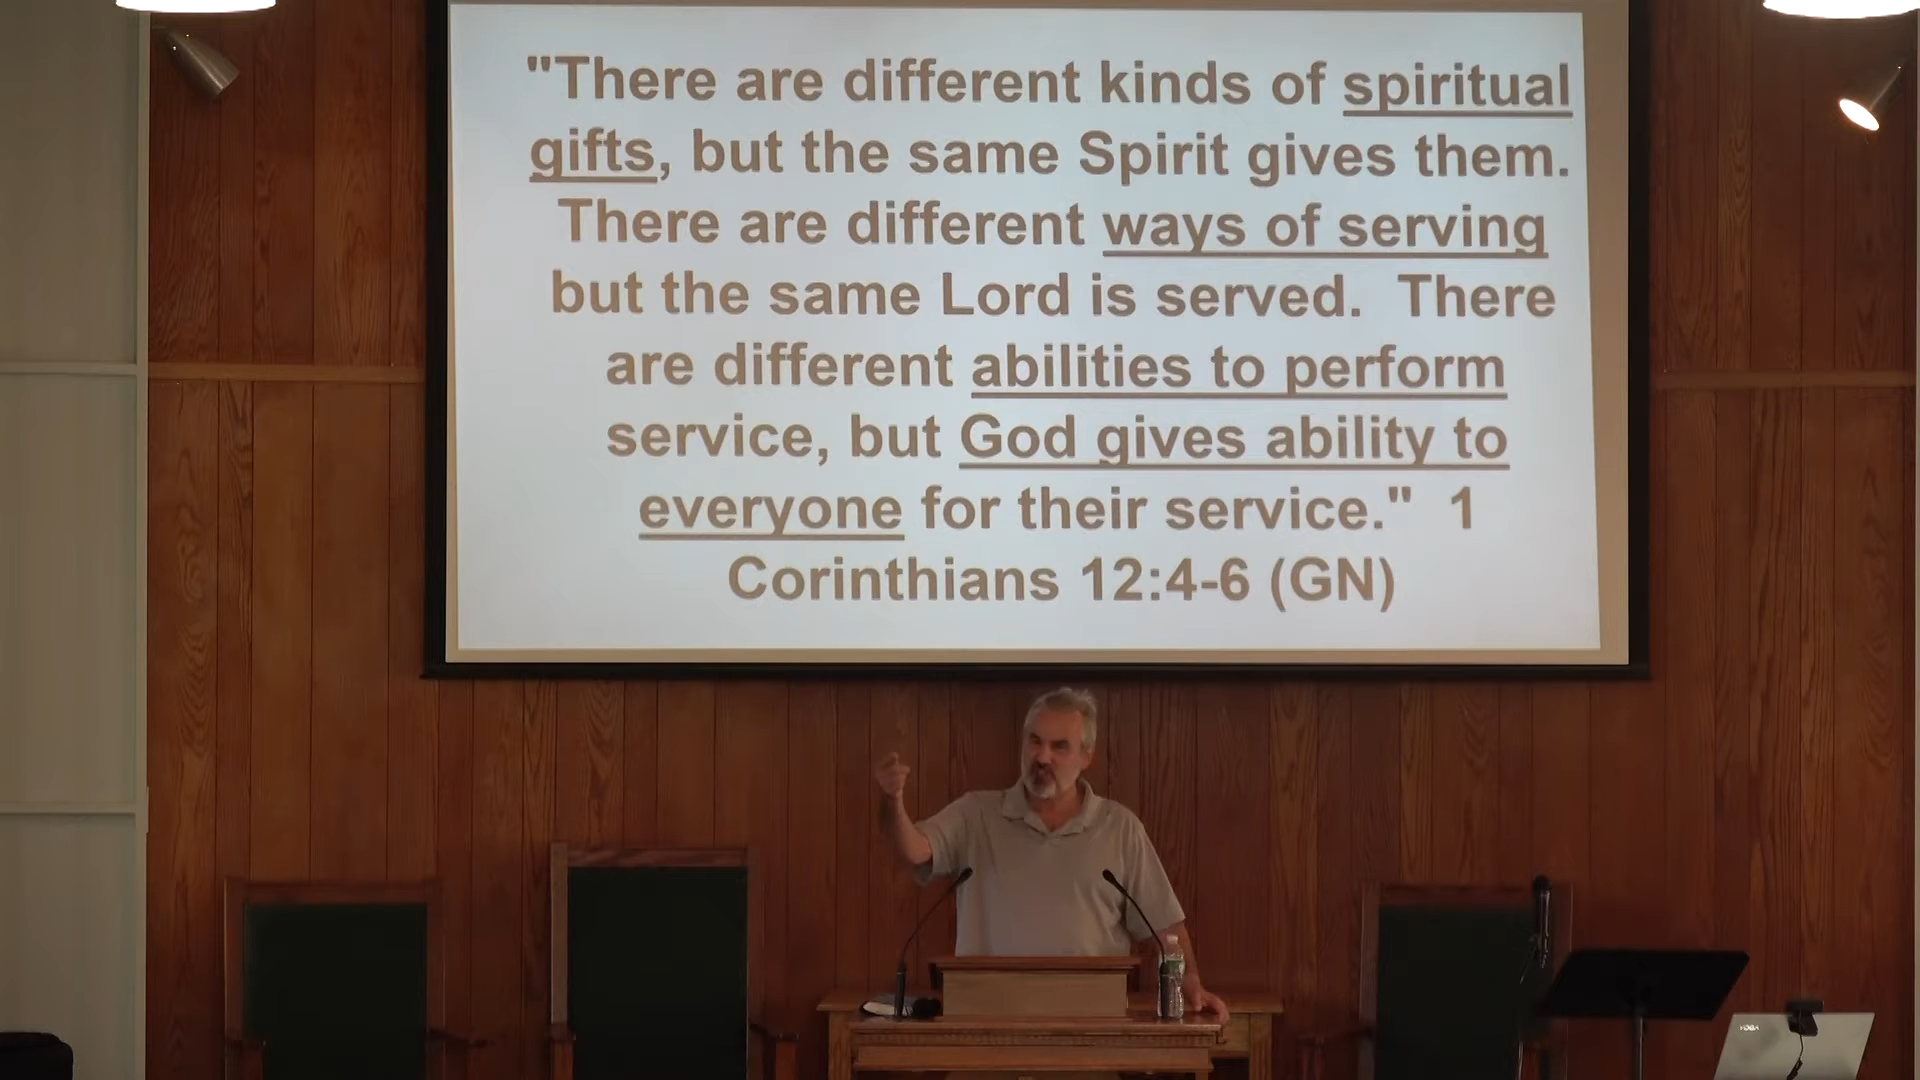 "There are different kinds of spiritual
gifts, but the same Spirit gives them.
There are different ways of serving
but the same Lord is served.  There
are different abilities to perform
service, but God gives ability to
everyone for their service."  1
Corinthians 12:4-6 (GN)
YOGA